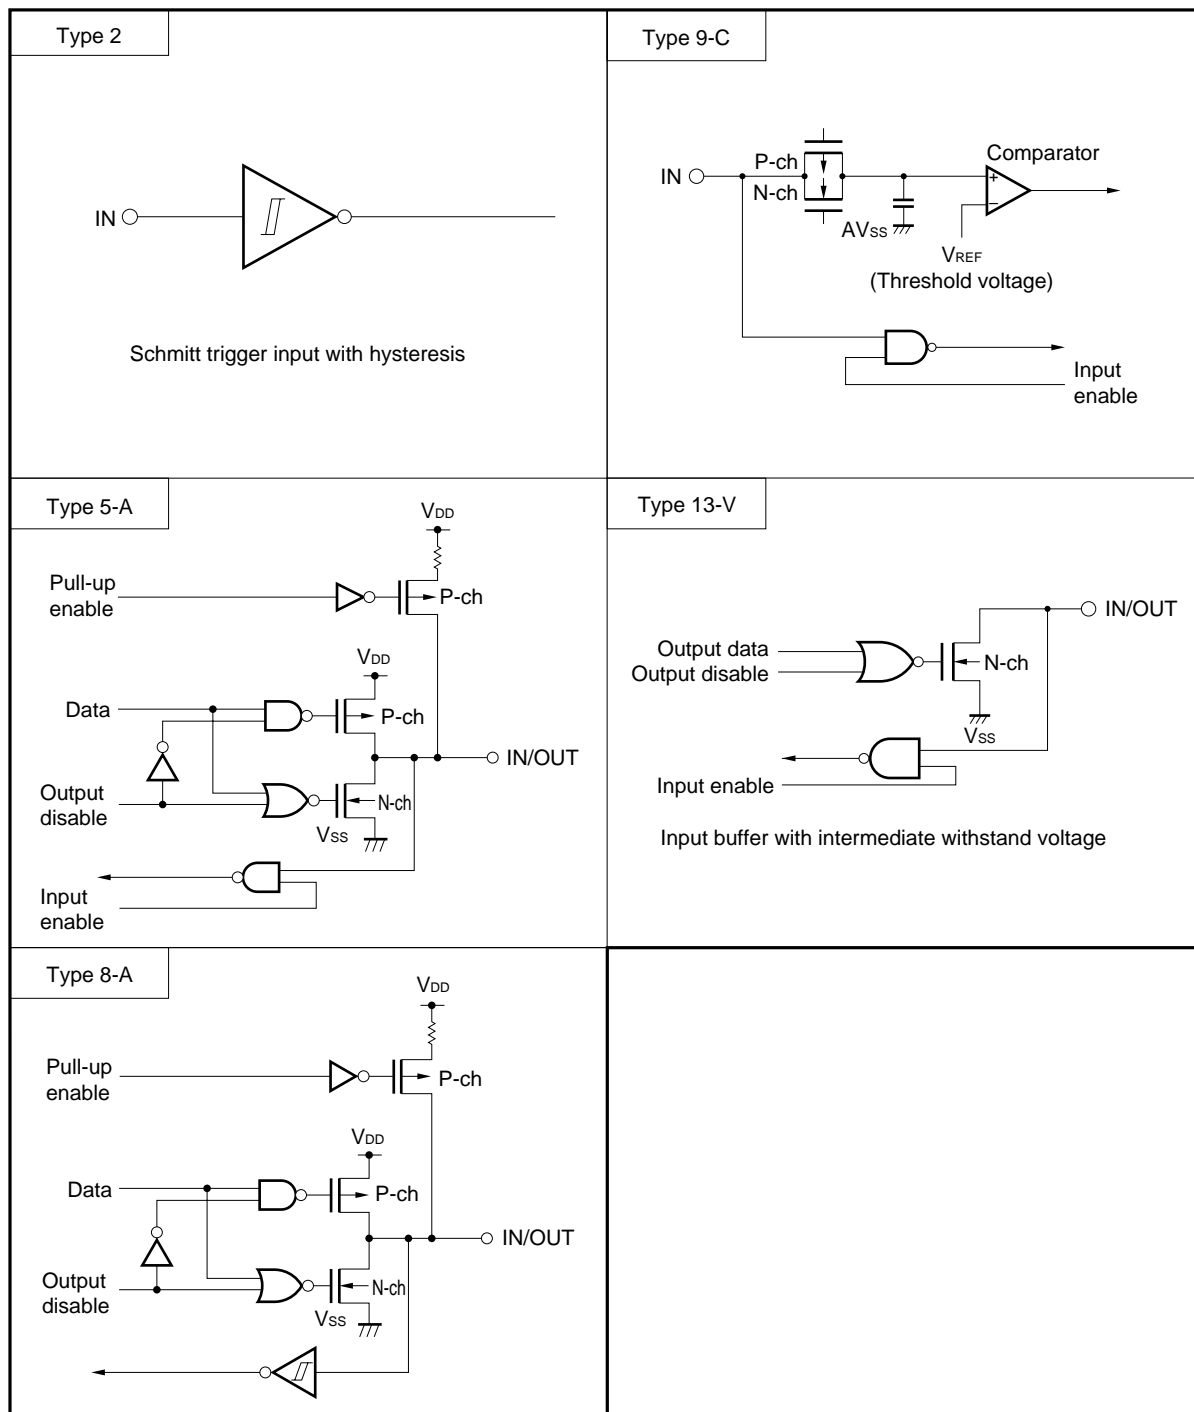 Type 2
IN
Schmitt trigger input with hysteresis
Type 9-C
P-ch
Comparator
IN
N-ch
+
AVSS
−
VREF
(Threshold voltage)
Input
enable
Type 5-A
VDD
Pull-up
enable
P-ch
VDD
Data
P-ch
IN/OUT
Output
disable
N-ch
VSS
Input
enable
Type 13-V
IN/OUT
Output data
Output disable
N-ch
VSS
Input enable
Input buffer with intermediate withstand voltage
Type 8-A
VDD
Pull-up
enable
P-ch
VDD
Data
P-ch
IN/OUT
Output
disable
N-ch
VSS